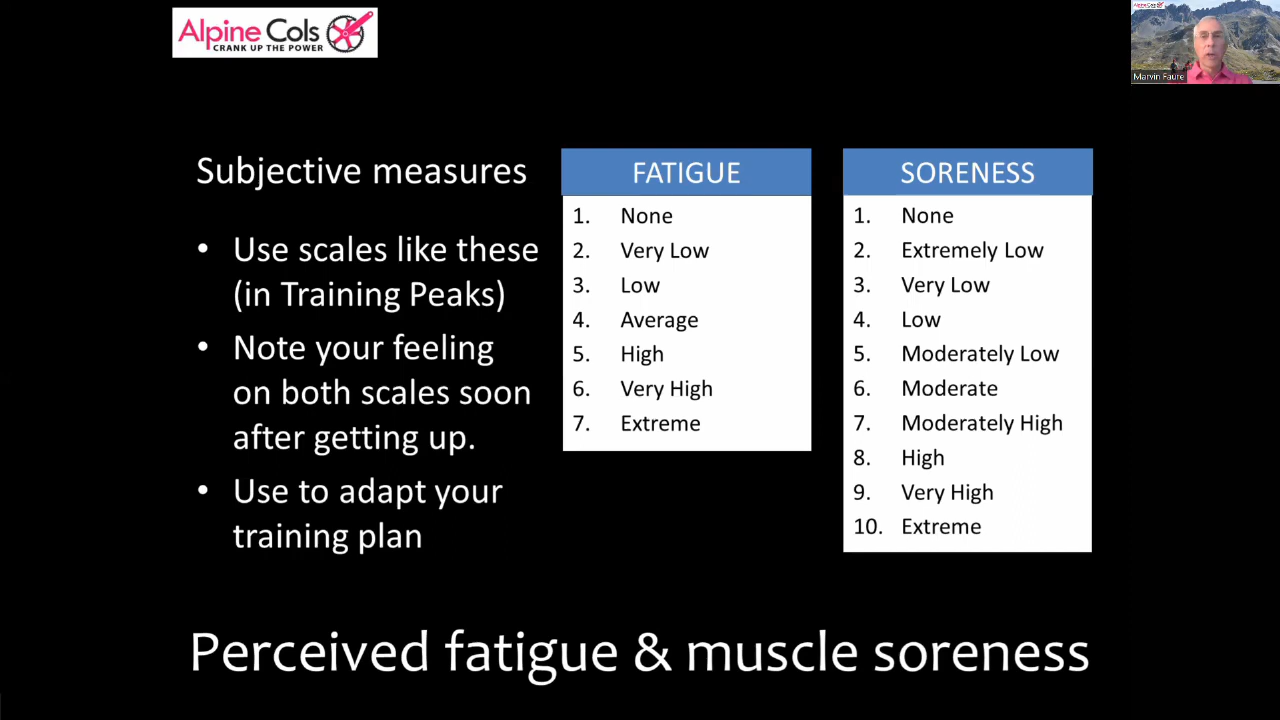 Alpine Cols
CRANK UP THE POWER
Alpine Cols
Marvin Faure
Subjective measures
• Use scales like these
(in Training Peaks)
• Note your feeling
on both scales soon
after getting up.
• Use to adapt your
training plan
FATIGUE
1. None
2. Very Low
3. Low
4. Average
5. High
6. Very High
7. Extreme
SORENESS
1. None
2. Extremely Low
3. Very Low
4. Low
5. Moderately Low
6. Moderate
7. Moderately High
8. High
9. Very High
10. Extreme
Perceived fatigue & muscle soreness